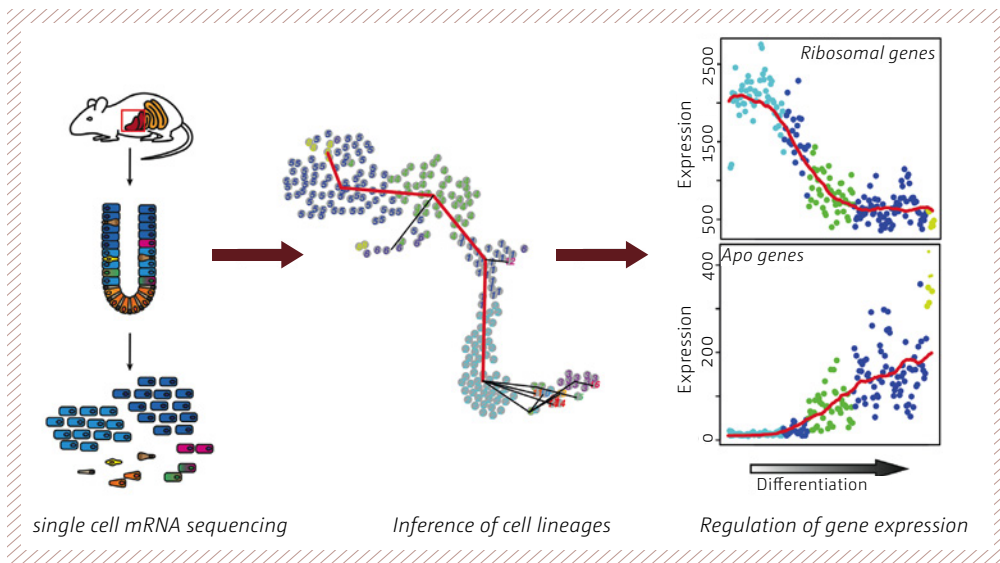 Ribosomal genes
Expression
2500
1500
500
Apo genes
Expression
400
200
0
Differentiation
single cell mRNA sequencing
Inference of cell lineages
Regulation of gene expression